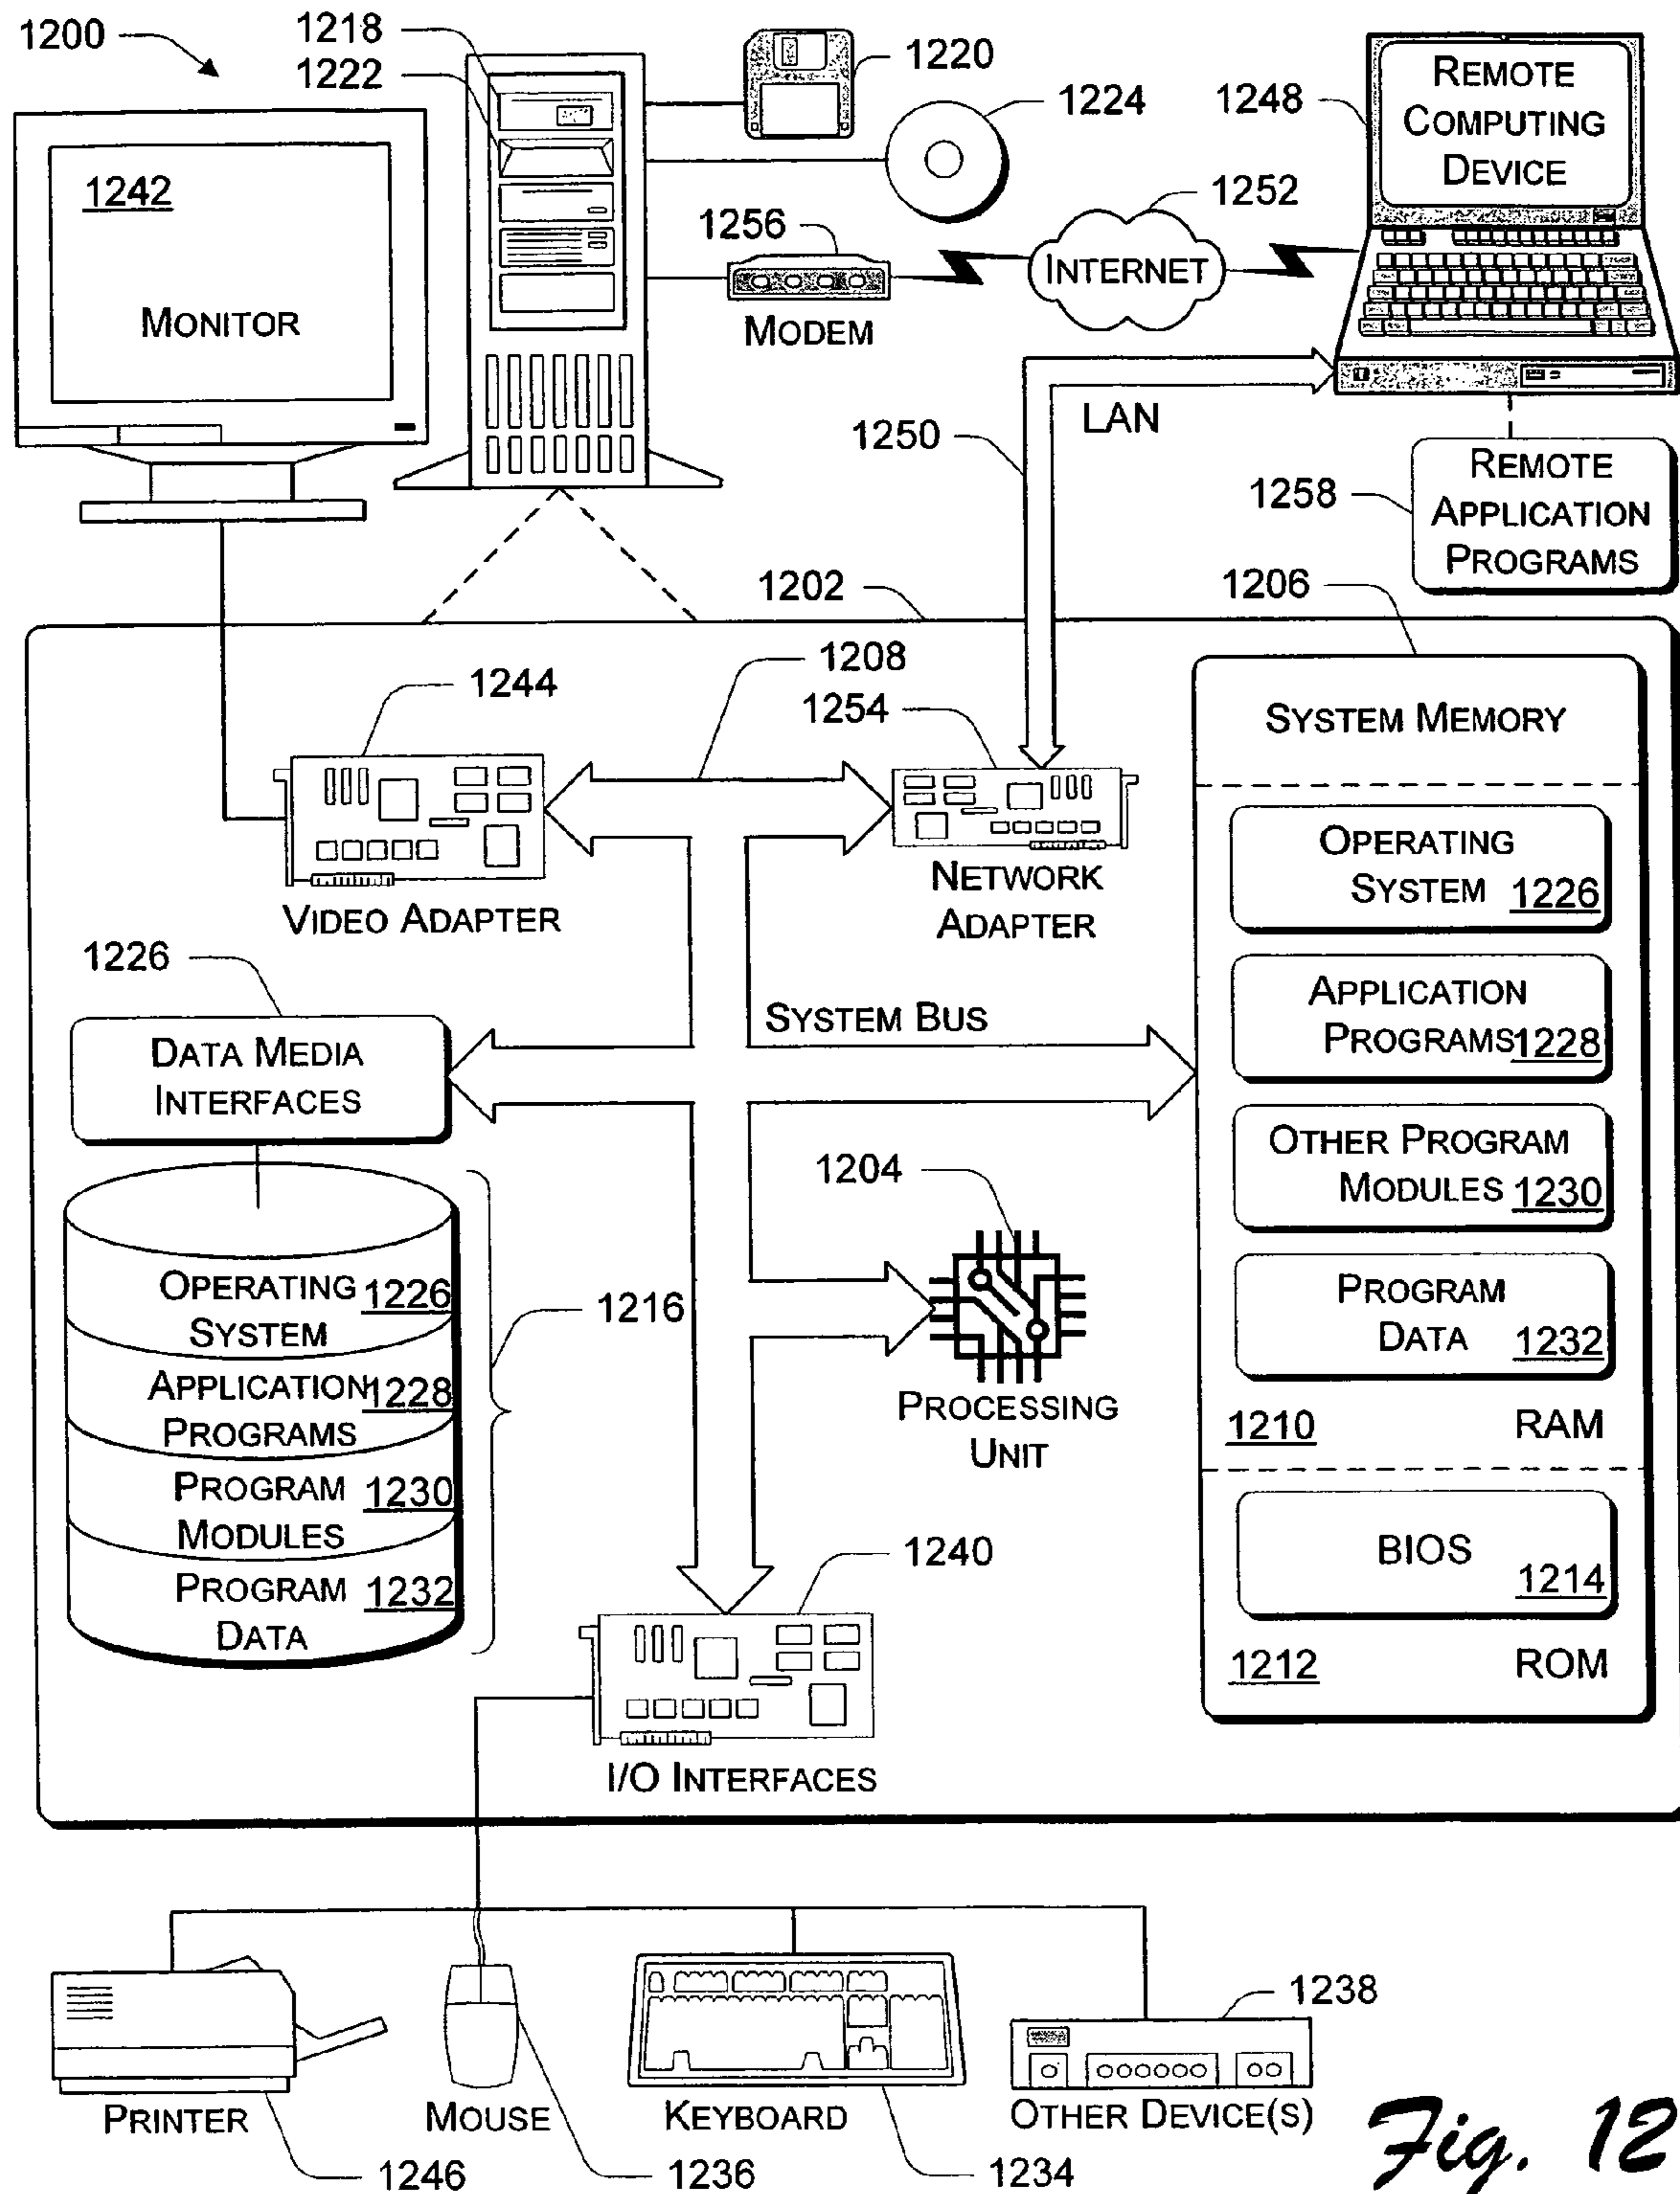 1200
1218
1222
1220
1224
1248
REMOTE
COMPUTING
DEVICE
1242
MONITOR
1256
MODEM
1252
INTERNET
1250
LAN
1258
REMOTE
APPLICATION
PROGRAMS
1202
1206
1208
1244
1254
VIDEO ADAPTER
NETWORK
ADAPTER
SYSTEM MEMORY
OPERATING
SYSTEM 1226
APPLICATION
PROGRAMS 1228
OTHER PROGRAM
MODULES 1230
PROGRAM
DATA 1232
1210 RAM
BIOS
1214
1212 ROM
1226
DATA MEDIA
INTERFACES
SYSTEM BUS
1204
PROCESSING
UNIT
OPERATING 1226
SYSTEM
APPLICATION 1228
PROGRAMS
PROGRAM 1230
MODULES
PROGRAM 1232
DATA
1216
1240
I/O INTERFACES
PRINTER
1246
MOUSE
1236
KEYBOARD
1234
1238
OTHER DEVICE(S)
Fig. 12